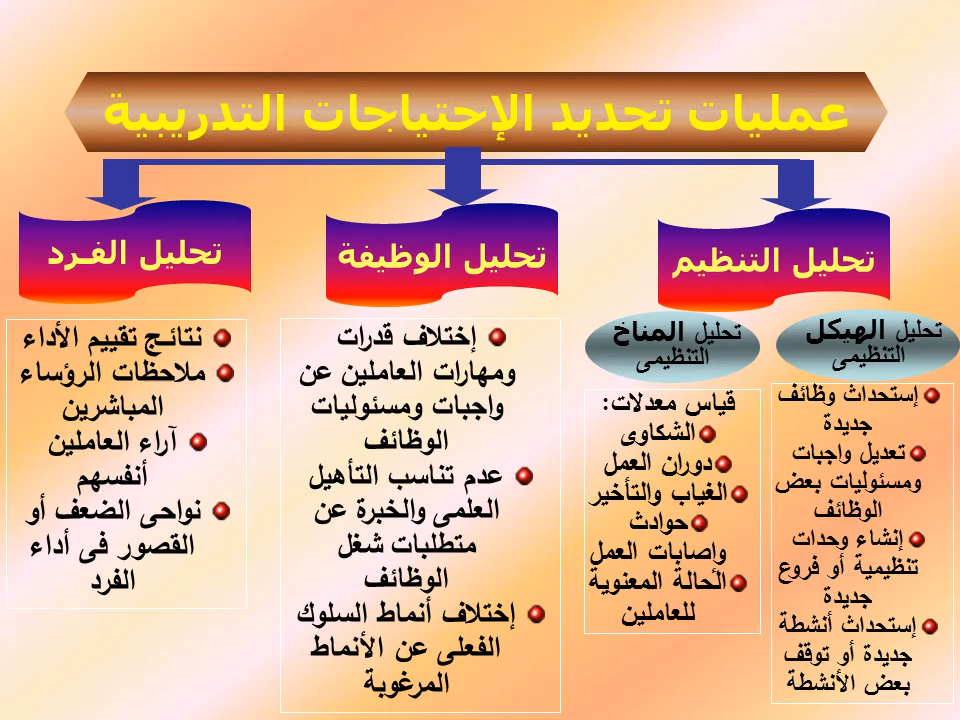 عمليات تحديد الإحتياجات التدريبية
تحليل التنظيم
تحليل الوظيفة
تحليل الفـرد
تحليل الهيكل
التنظيمى
إستحداث وظائف
جديدة
تعديل واجبات
ومسئوليات بعض
الوظائف
إنشاء وحدات
تنظيمية أو فروع
جديدة
إستحداث أنشطة
جديدة أو توقف
بعض الأنشطة
تحليل المناخ
التنظيمى
قياس معدلات:
الشكاوى
دوران العمل
الغياب والتأخير
حوادث
وإصابات العمل
الحالة المعنوية
للعاملين
إختلاف قدرات
ومهارات العاملين عن
واجبات ومسئوليات
الوظائف
عدم تناسب التأهيل
العلمى والخبرة عن
متطلبات شغل
الوظائف
إختلاف أنماط السلوك
الفعلى عن الأنماط
المرغوبة
نتائـج تقييم الأداء
ملاحظات الرؤساء
المباشرين
آراء العاملين
أنفسهم
نواحى الضعف أو
القصور فى أداء
الفرد